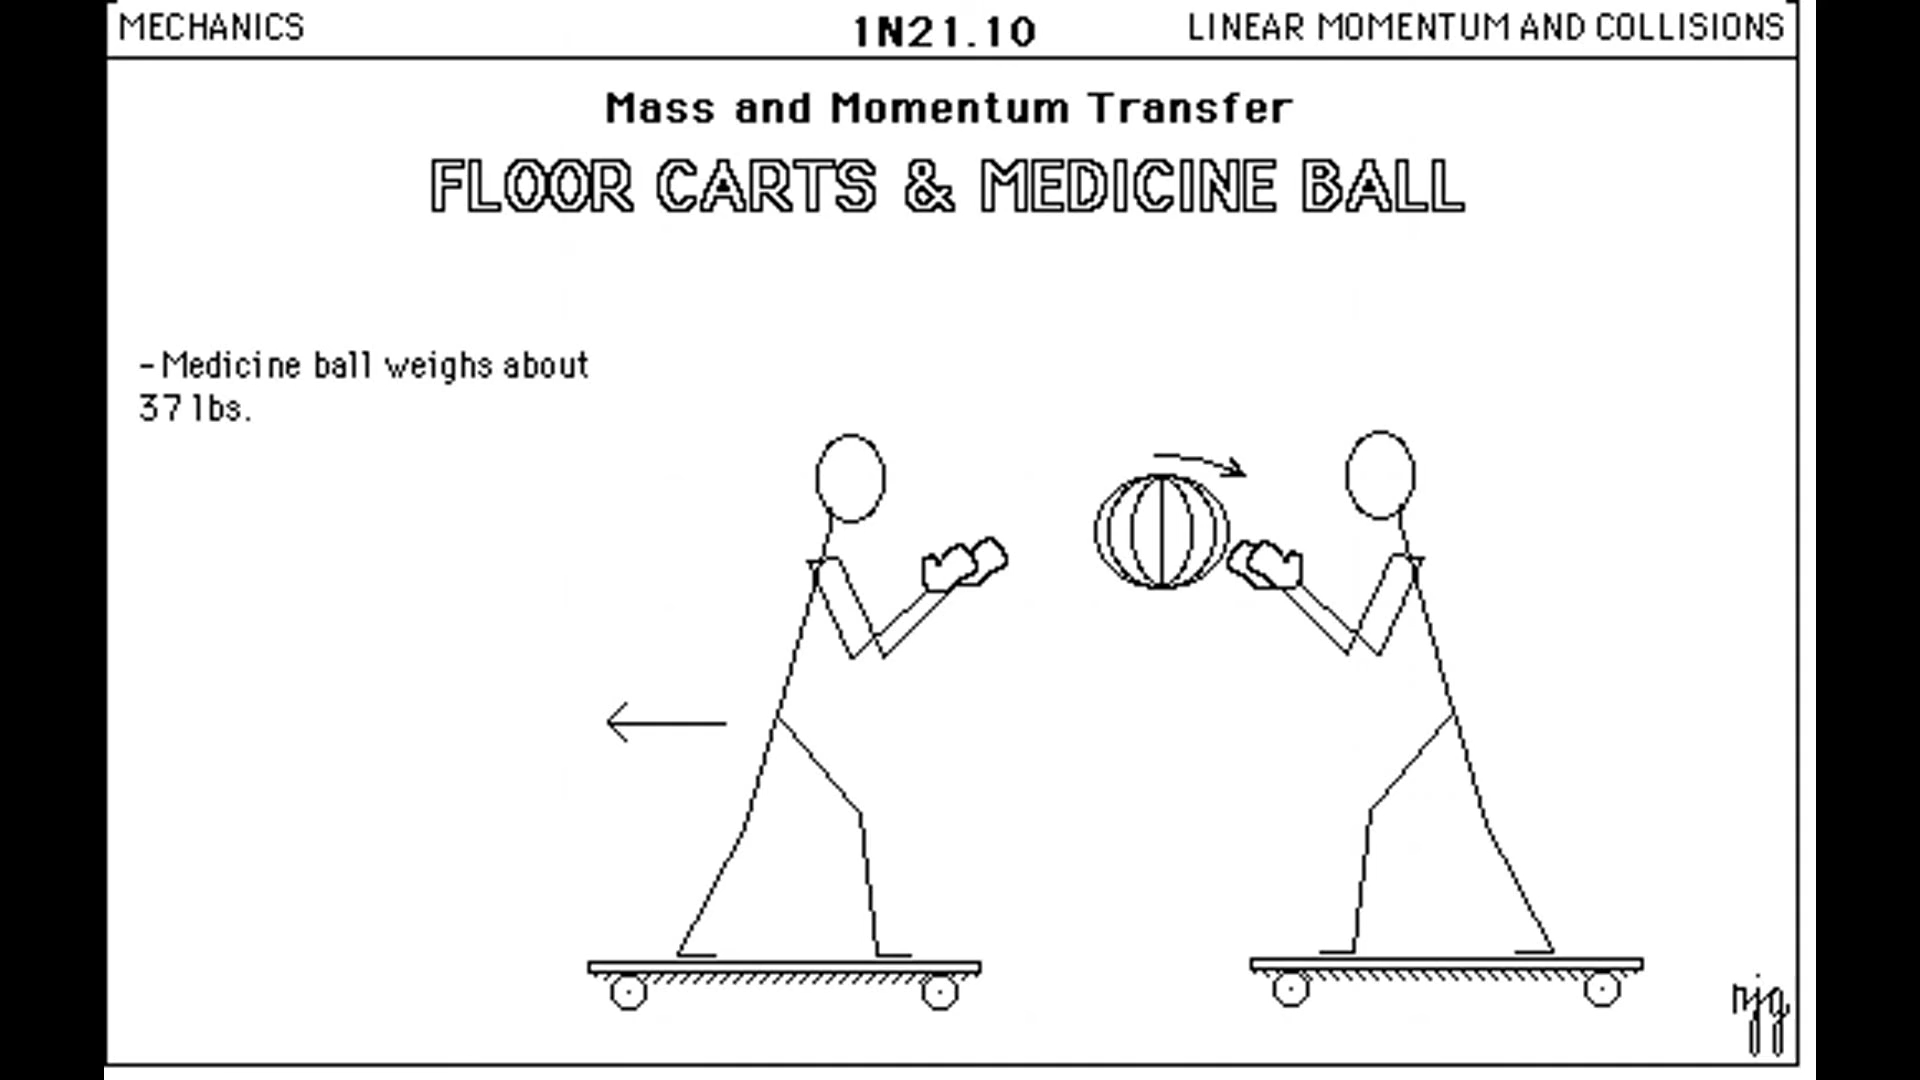 MECHANICS 1N21.10 LINEAR MOMENTUM AND COLLISIONS
Mass and Momentum Transfer
FLOOR CARTS & MEDICINE BALL
-Medicine ball weighs about
37 lbs.
rjg